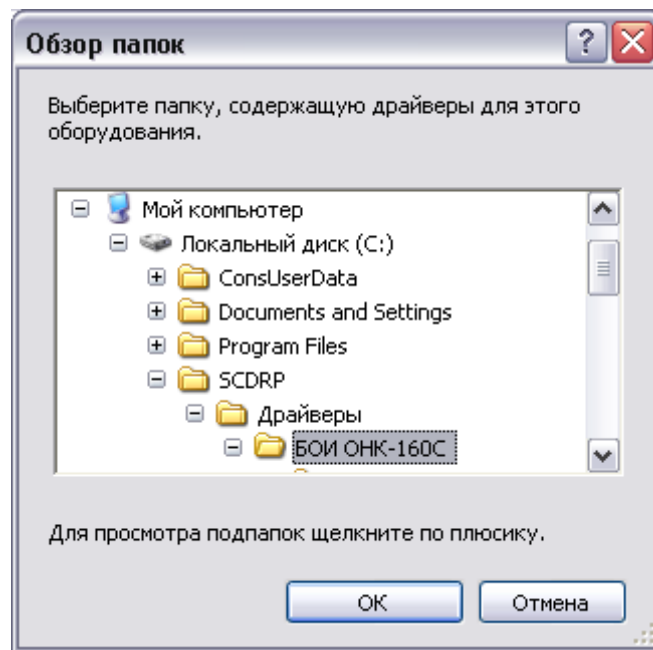 Обзор папок
Выберите папку, содержащую драйверы для этого
оборудования.
Мой компьютер
Локальный диск (C:)
ConsUserData
Documents and Settings
Program Files
SCDRP
Драйверы
БОИ ОНК-160С
Для просмотра подпапок щелкните по плюсику.
ОК
Отмена